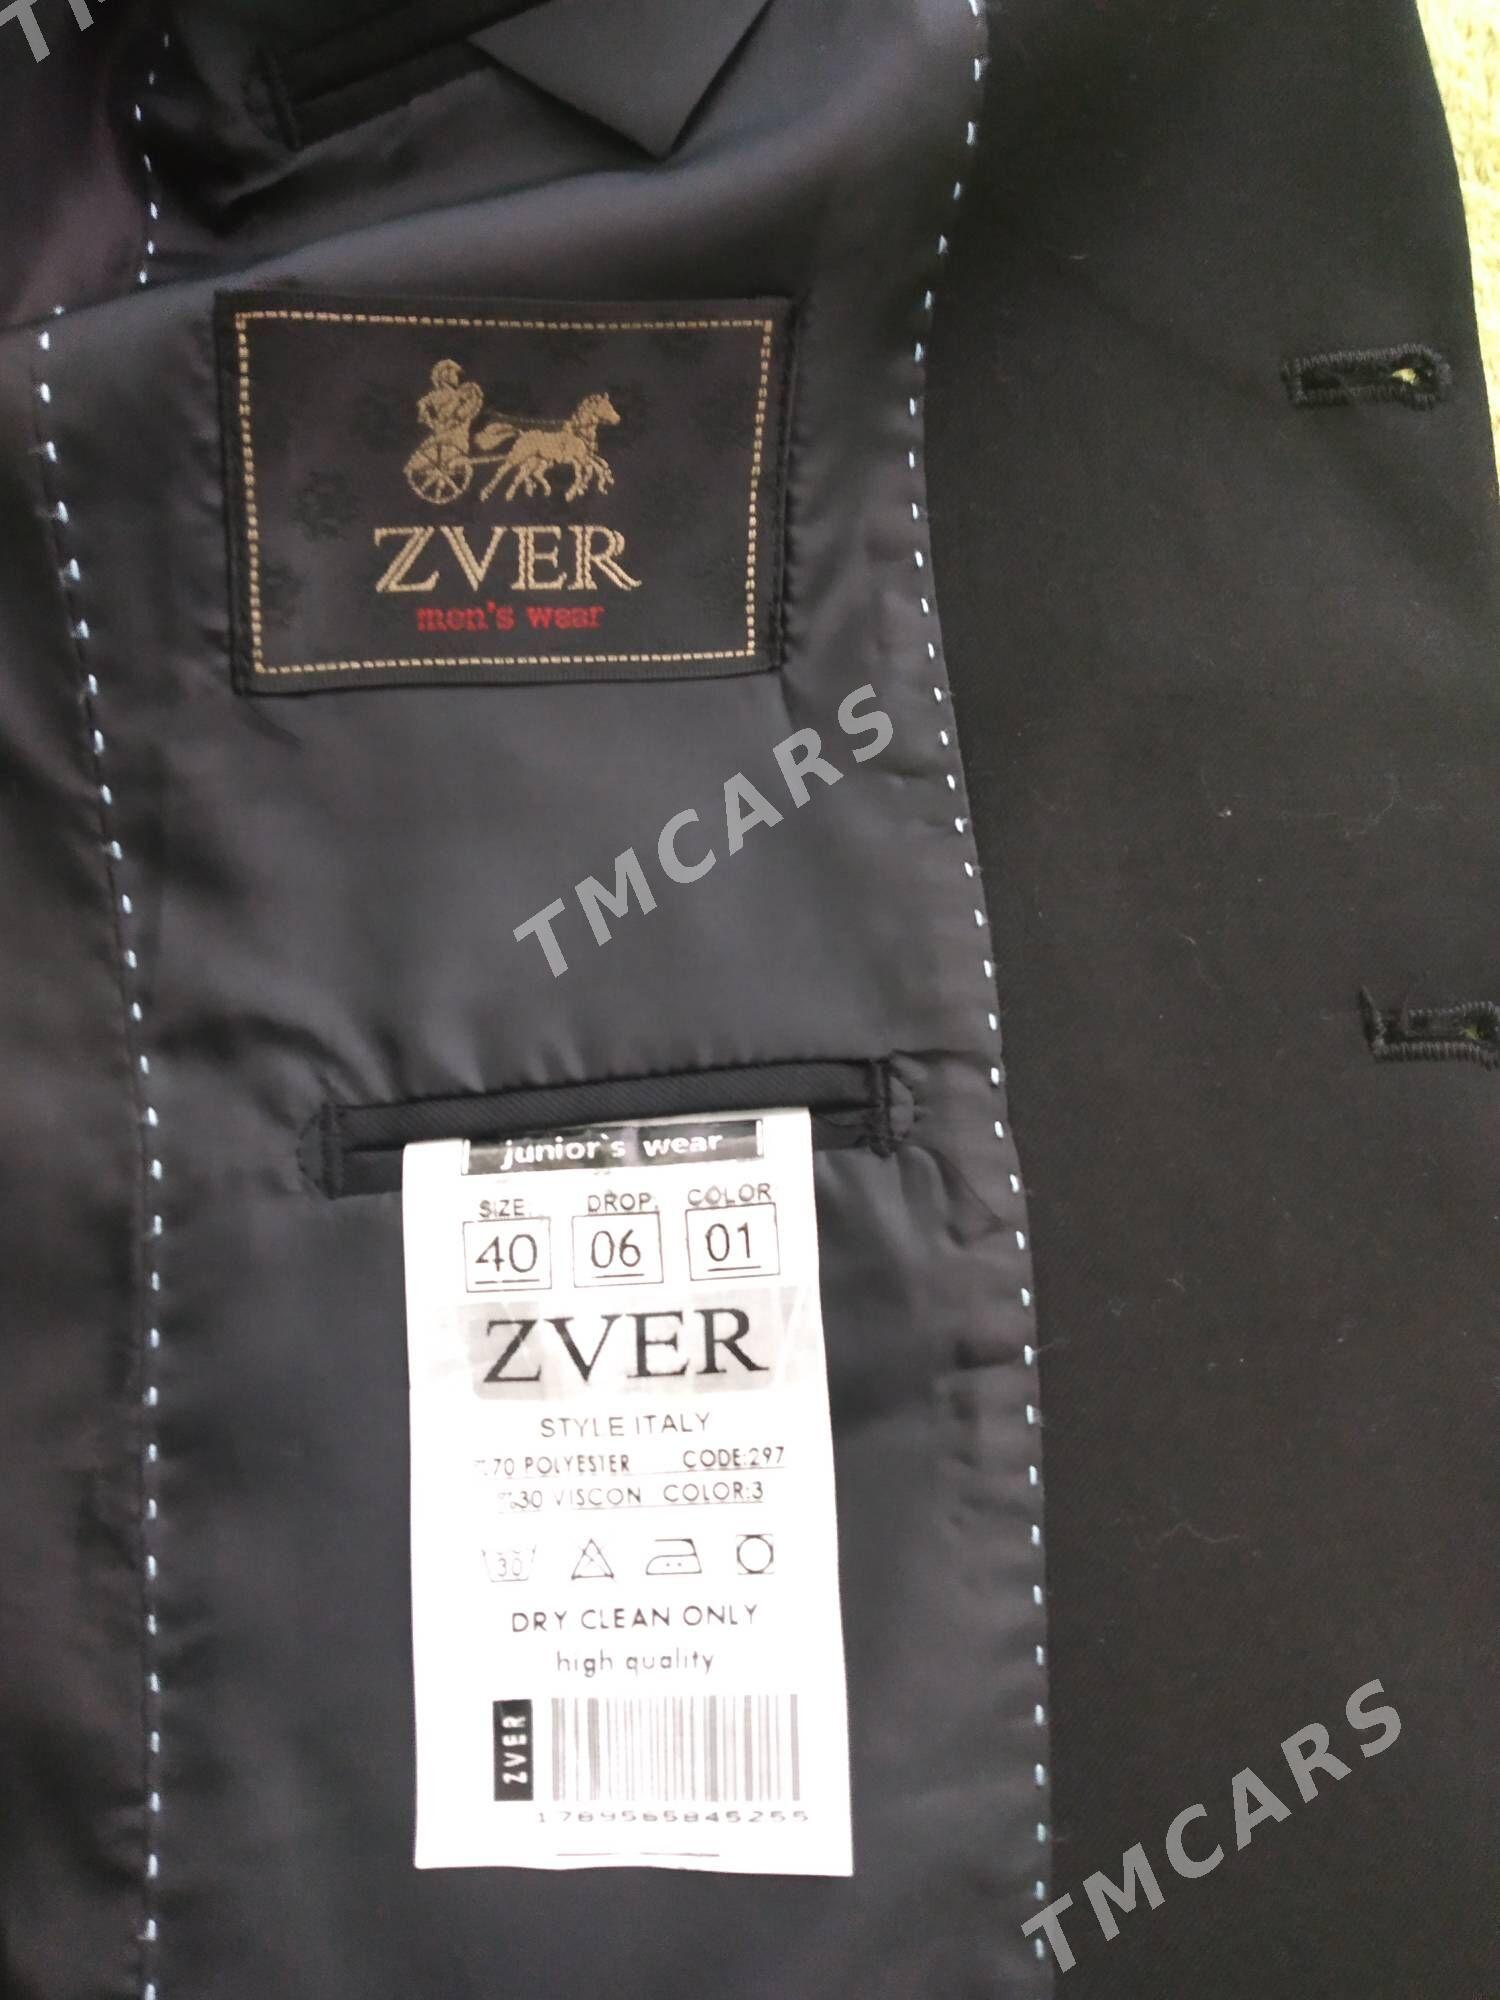 ZVER
men's wear
TMCARS
junior's wear
SIZE DROP. COLOR
40 06 01
ZVER
STYLE ITALY
%70 POLYESTER CODE:297
%30 VISCON COLOR:3
30
DRY CLEAN ONLY
high quality
ZVER
1789565845255
TMCARS